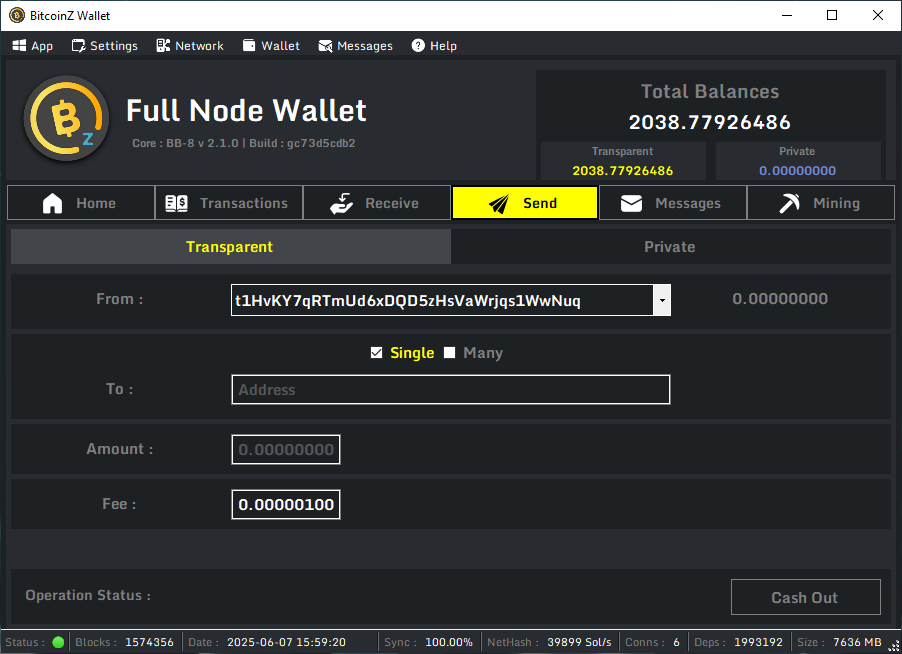 BitcoinZ Wallet
App Settings Network Wallet Messages Help
Full Node Wallet
Core : BB-8 v 2.1.0 | Build : gc73d5cdb2
Total Balances
2038.77926486
Transparent Private
2038.77926486 0.00000000
Home Transactions Receive Send Messages Mining
Transparent Private
From : t1HvKY7qRTmUd6xDQD5zHsVaWrjqs1WwNuq 0.00000000
Single Many
To : Address
Amount : 0.00000000
Fee : 0.00000100
Operation Status : Cash Out
Status : Blocks : 1574356 Date : 2025-06-07 15:59:20 Sync : 100.00% NetHash : 39899 Sol/s Conns : 6 Deps : 1993192 Size : 7636 MB